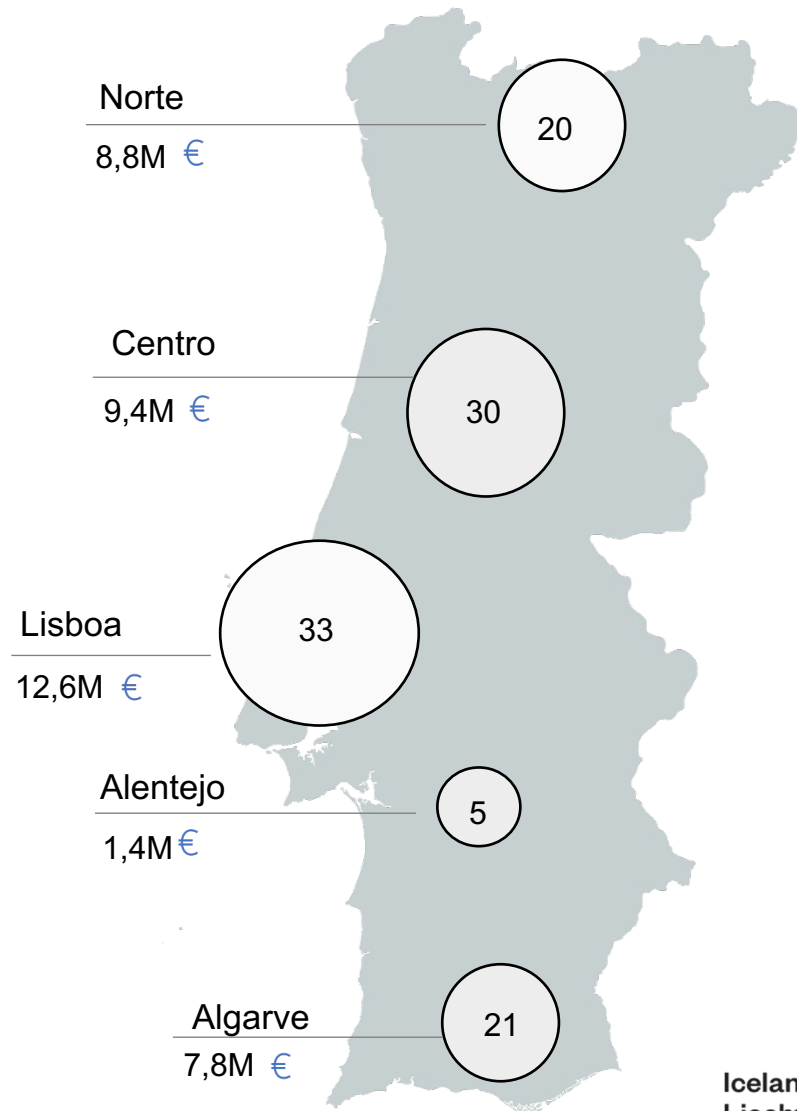 Norte
20
8,8M €
Centro
30
9,4M €
Lisboa
33
12,6M €
Alentejo
5
1,4M €
Algarve
21
7,8M €